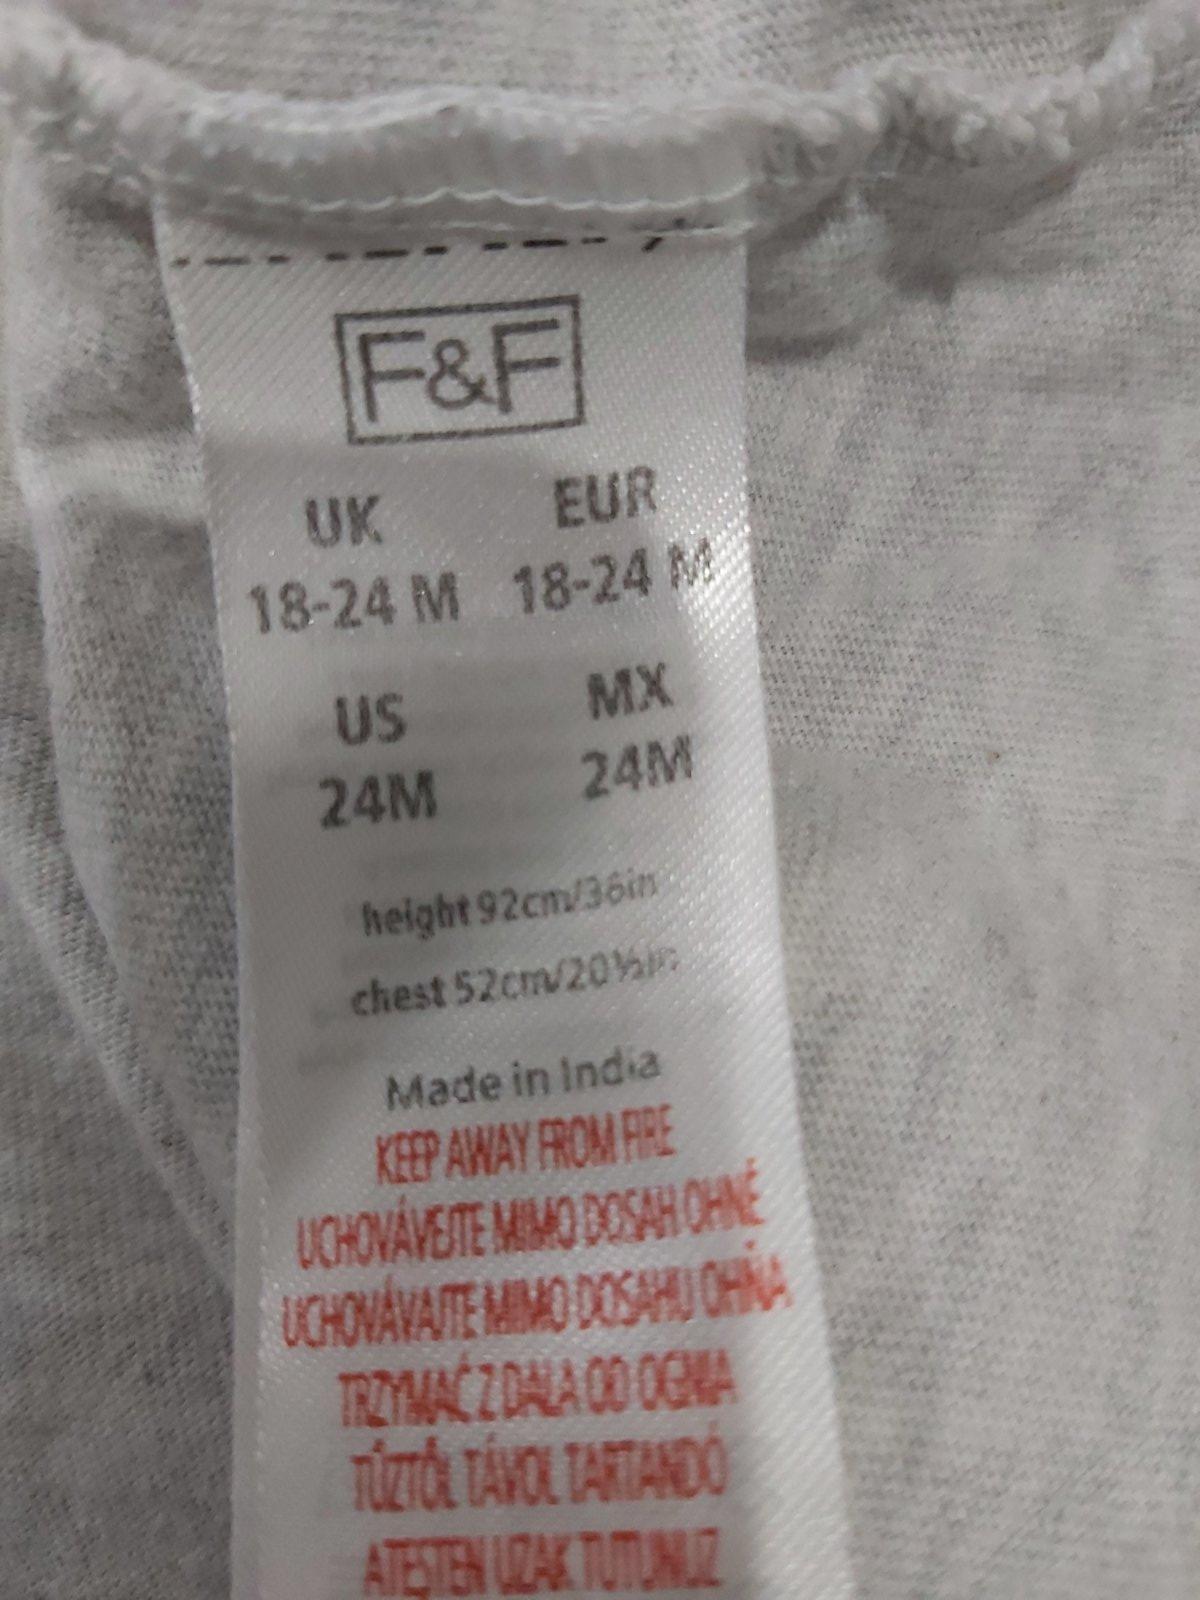 F&F
UK EUR
18-24 M 18-24 M
US MX
24M 24M
height 92cm/36in
chest 52cm/20½in
Made in India
KEEP AWAY FROM FIRE
UCHOVÁVEJTE MIMO DOSAH OHNĚ
UCHOVÁVAJTE MIMO DOSAHU OHŇA
TRZYMAĆ Z DALA OD OGNIA
TŰZTŐL TÁVOL TARTANDÓ
ATEŞTEN UZAK TUTUNUZ